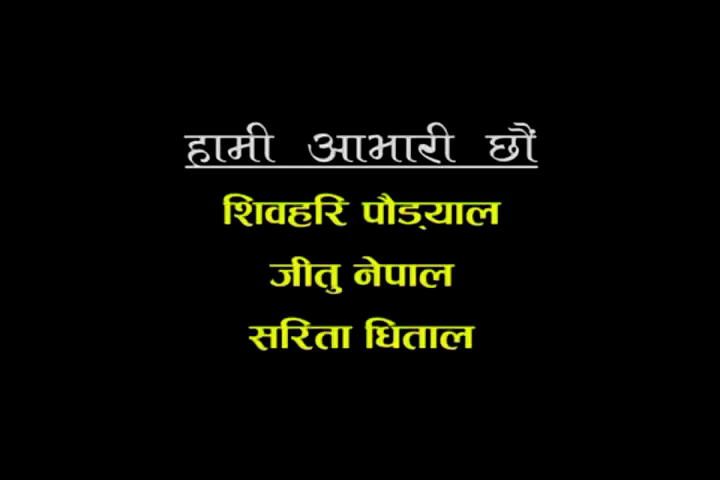 हामी आभारी छौं
शिवहरि पौड्याल
जीतु नेपाल
सरिता धिताल